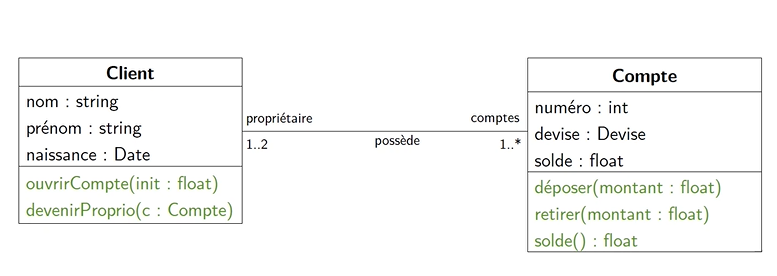 Client
nom : string
prénom : string
naissance : Date
ouvrirCompte(init : float)
devenirProprio(c : Compte)
propriétaire
1..2
possède
comptes
1..*
Compte
numéro : int
devise : Devise
solde : float
déposer(montant : float)
retirer(montant : float)
solde() : float